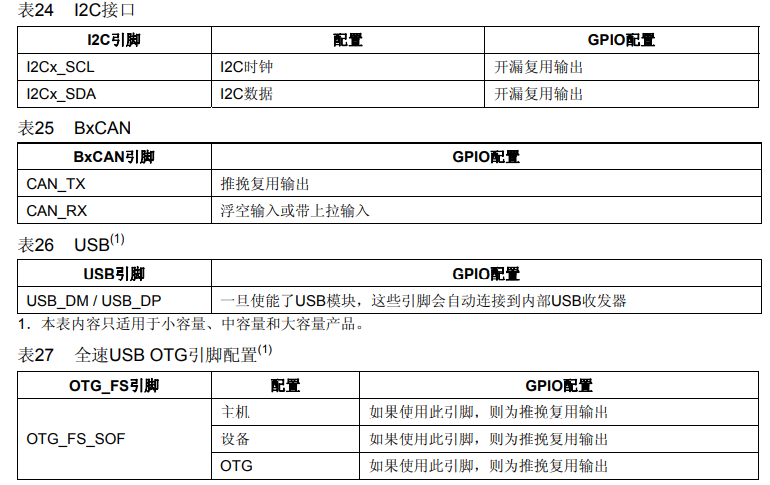 表24 I2C接口
I2C引脚 配置 GPIO配置
I2Cx_SCL I2C时钟 开漏复用输出
I2Cx_SDA I2C数据 开漏复用输出
表25 BxCAN
BxCAN引脚 GPIO配置
CAN_TX 推挽复用输出
CAN_RX 浮空输入或带上拉输入
表26 USB(1)
USB引脚 GPIO配置
USB_DM / USB_DP 一旦使能了USB模块，这些引脚会自动连接到内部USB收发器
1．本表内容只适用于小容量、中容量和大容量产品。
表27 全速USB OTG引脚配置(1)
OTG_FS引脚 配置 GPIO配置
主机 如果使用此引脚，则为推挽复用输出
OTG_FS_SOF 设备 如果使用此引脚，则为推挽复用输出
OTG 如果使用此引脚，则为推挽复用输出